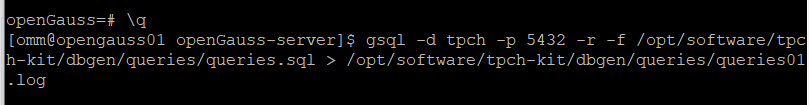 openGauss=# \q
[omm@opengauss01 openGauss-server]$ gsql -d tpch -p 5432 -r -f /opt/software/tpc
h-kit/dbgen/queries/queries.sql > /opt/software/tpch-kit/dbgen/queries/queries01
.log